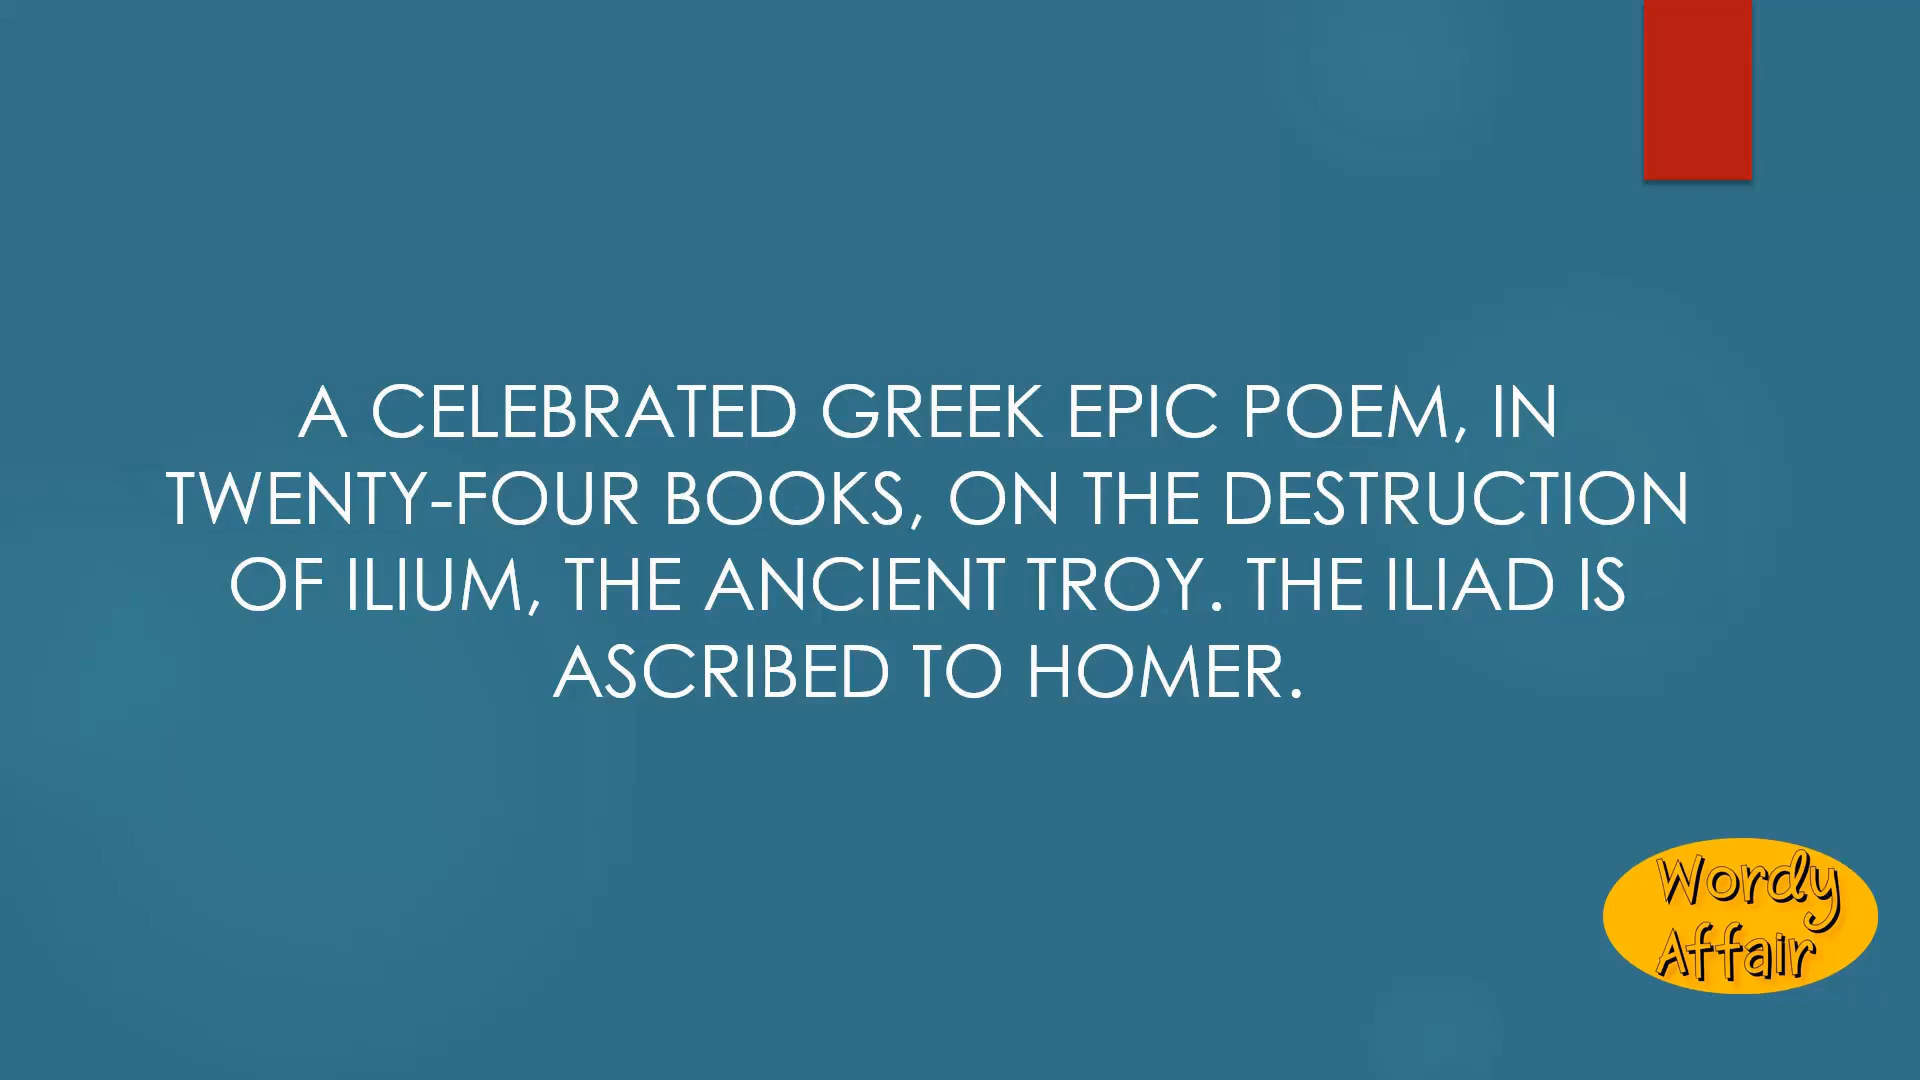 A CELEBRATED GREEK EPIC POEM, IN
TWENTY-FOUR BOOKS, ON THE DESTRUCTION
OF ILIUM, THE ANCIENT TROY. THE ILIAD IS
ASCRIBED TO HOMER.
Wordy
Affair